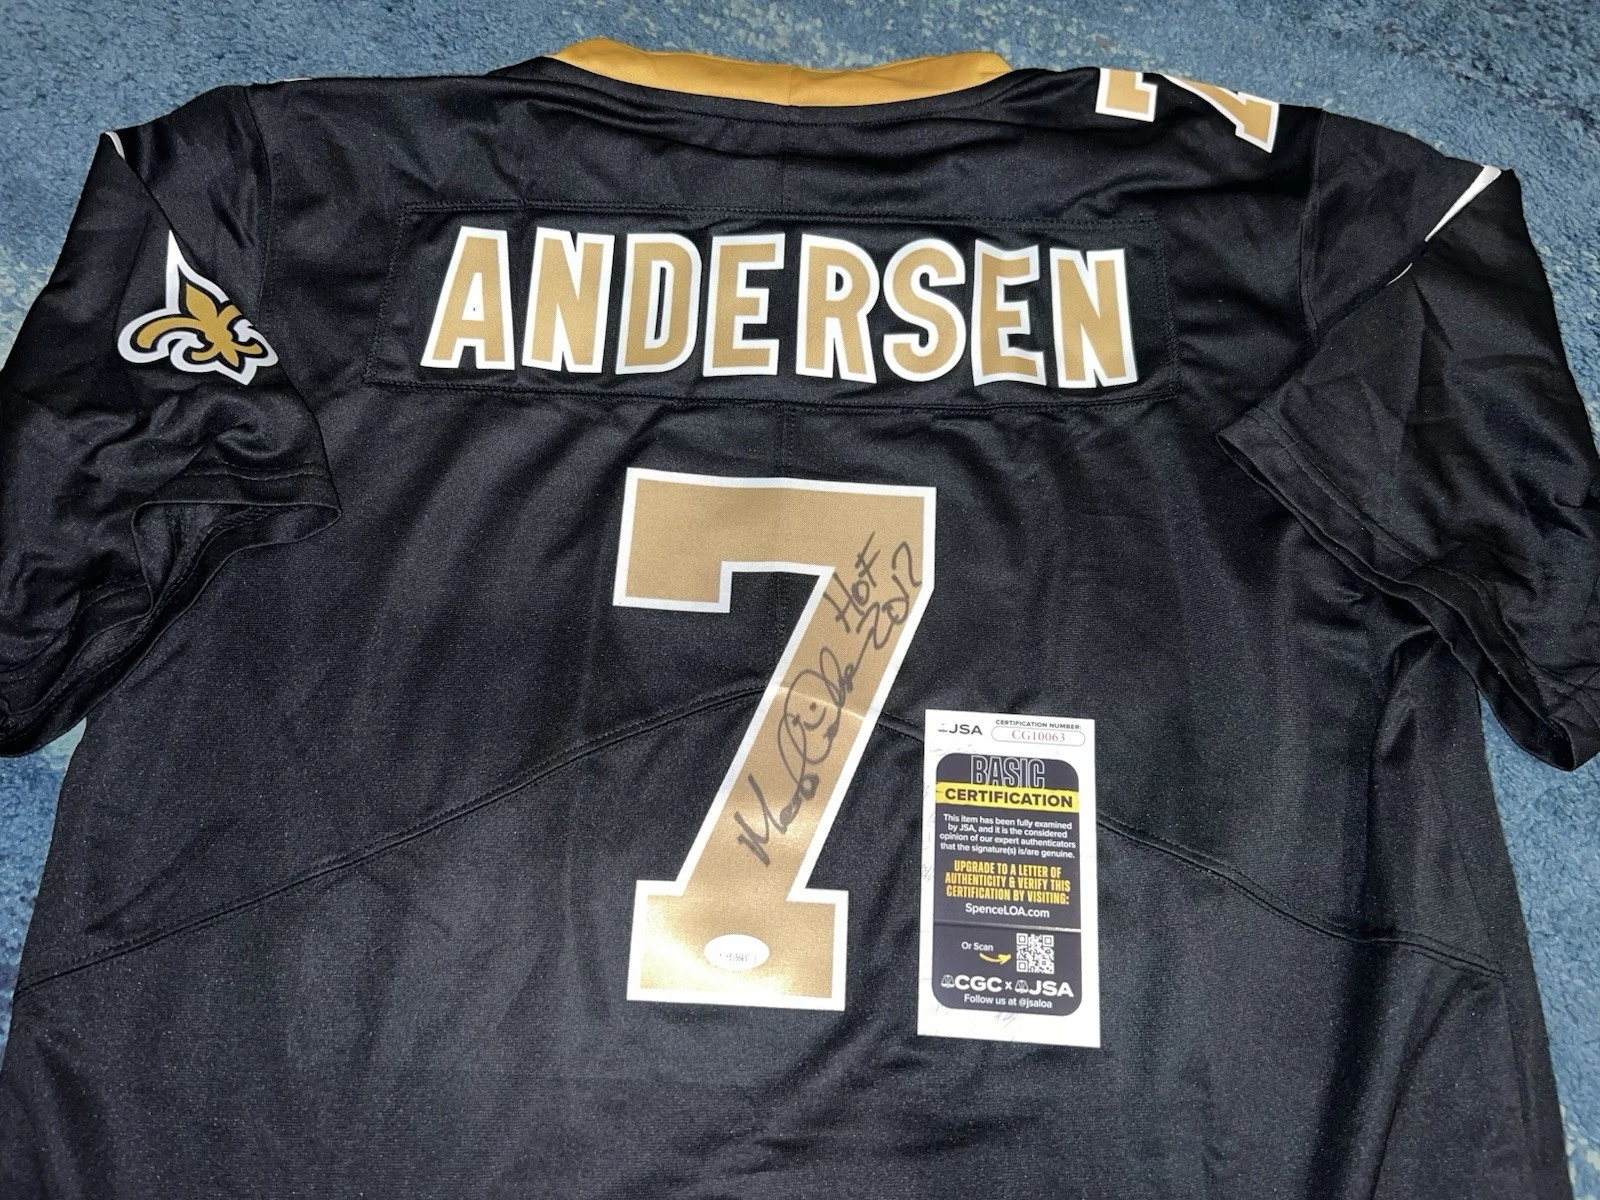 7
ANDERSEN
7
HOF
2017
JSA
CERTIFICATION NUMBER:
CG10063
BASIC
CERTIFICATION
This item has been fully examined
by JSA, and it is the considered
opinion of our expert authenticators
that the signature(s) is/are genuine.
UPGRADE TO A LETTER OF
AUTHENTICITY & VERIFY THIS
CERTIFICATION BY VISITING:
SpenceLOA.com
Or Scan
CGC x JSA
Follow us at @jsaloa